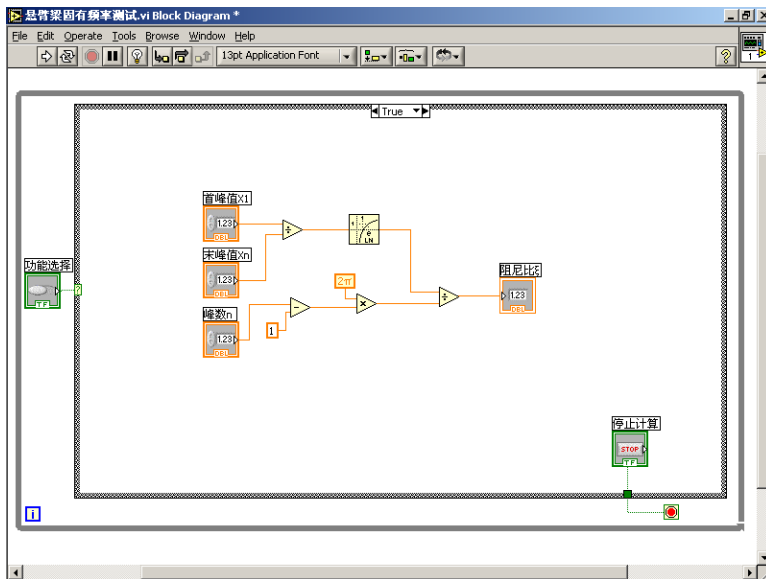 悬臂梁固有频率测试.vi Block Diagram *
File Edit Operate Tools Browse Window Help
13pt Application Font
1
True
首峰值X1
1.23
DBL
1
e
LN
末峰值Xn
1.23
DBL
功能选择
TF
?
阻尼比ξ
1.23
DBL
2π
峰数n
1.23
DBL
1
停止计算
STOP
TF
i